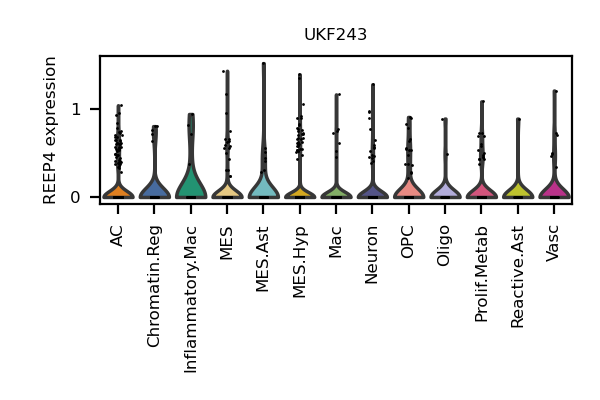 UKF243
REEP4 expression
1
0
AC
Chromatin.Reg
Inflammatory.Mac
MES
MES.Ast
MES.Hyp
Mac
Neuron
OPC
Oligo
Prolif.Metab
Reactive.Ast
Vasc